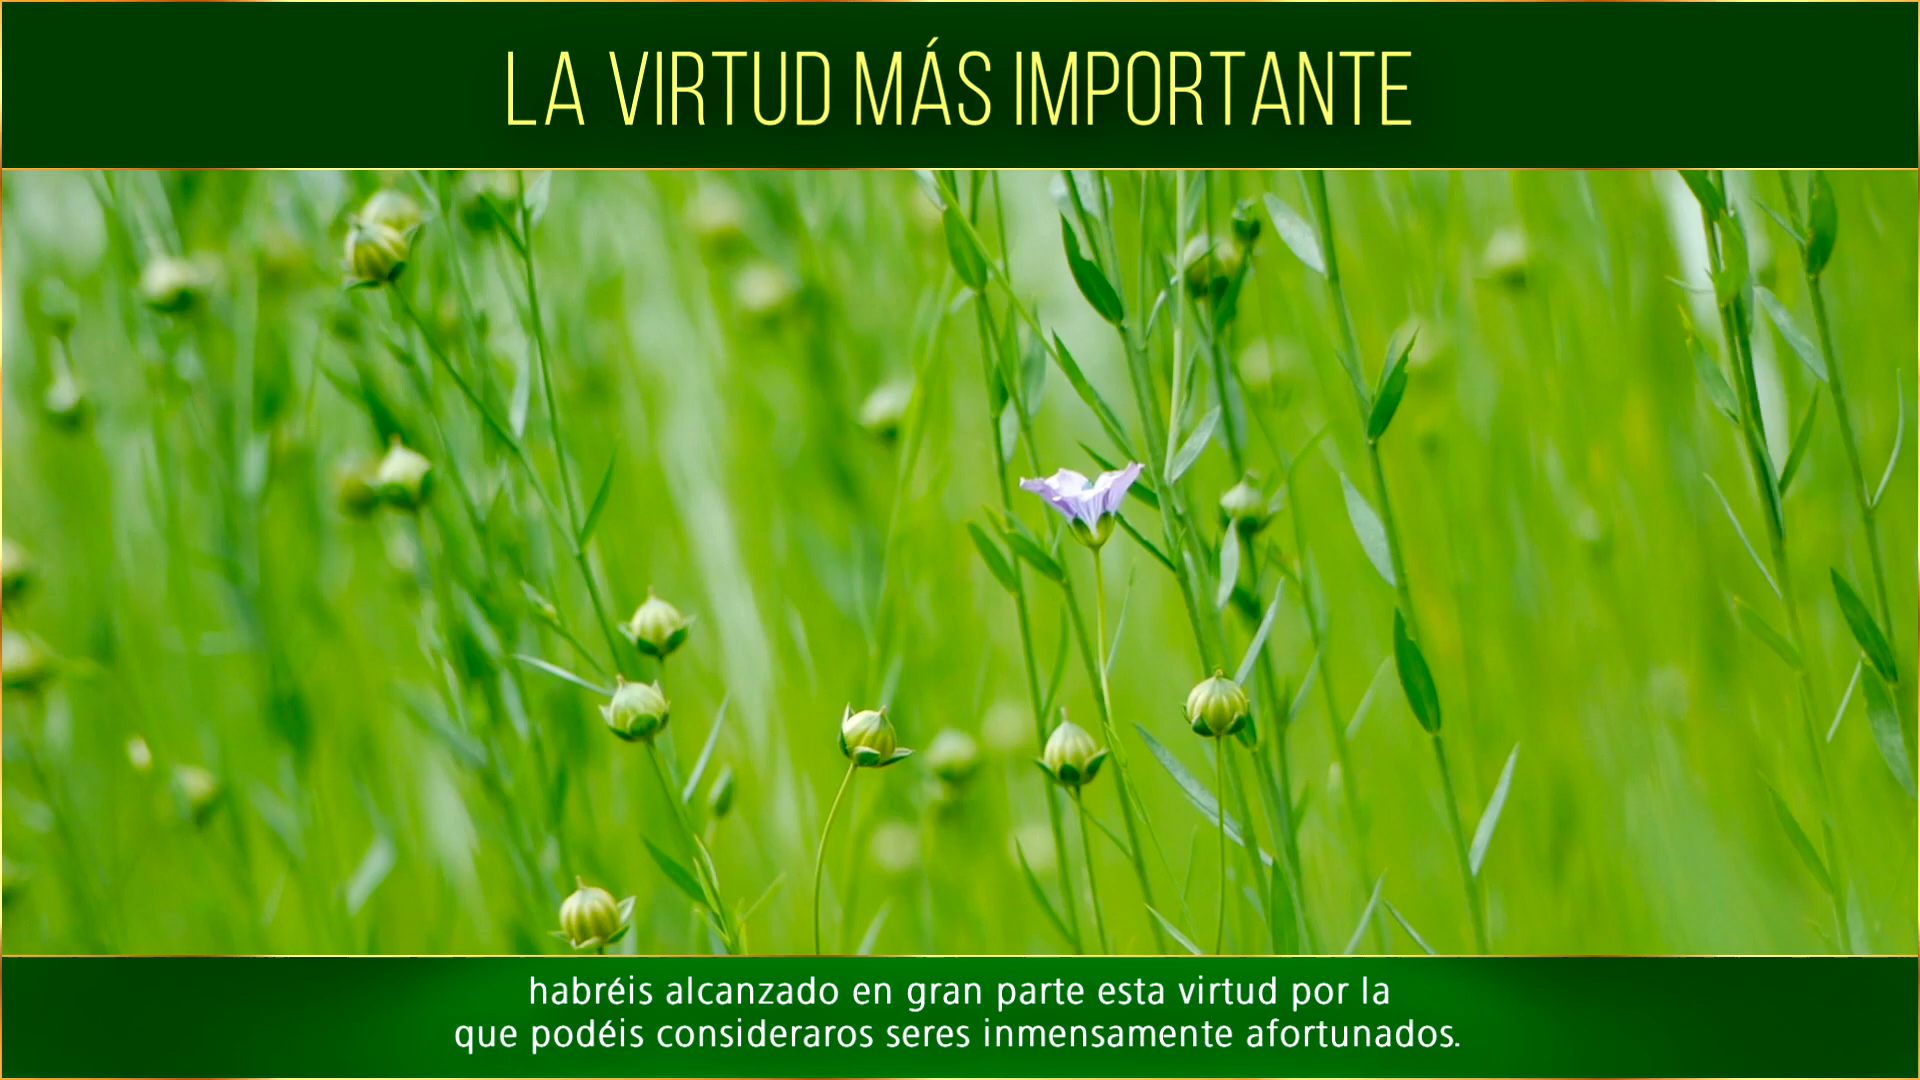 LA VIRTUD MÁS IMPORTANTE
habréis alcanzado en gran parte esta virtud por la
que podéis consideraros seres inmensamente afortunados.